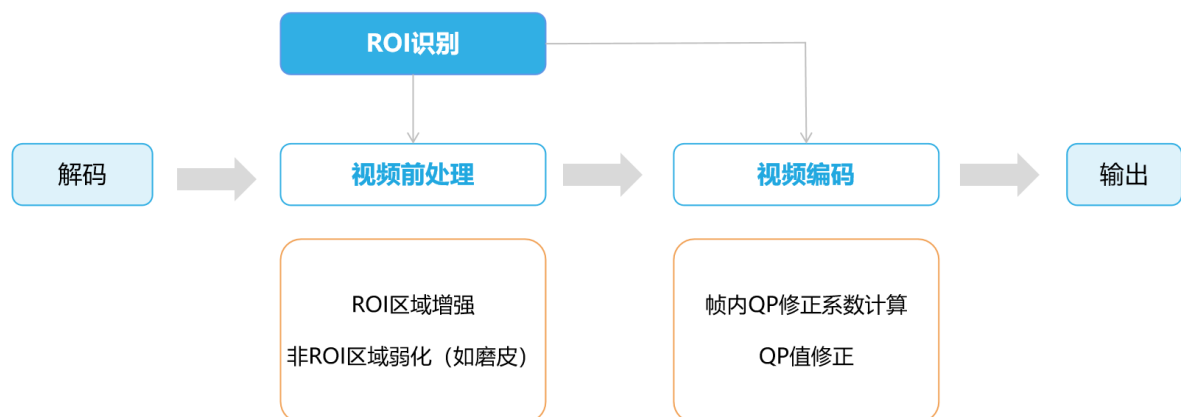 ROI识别
解码
视频前处理
视频编码
输出
ROI区域增强
非ROI区域弱化（如磨皮）
帧内QP修正系数计算
QP值修正